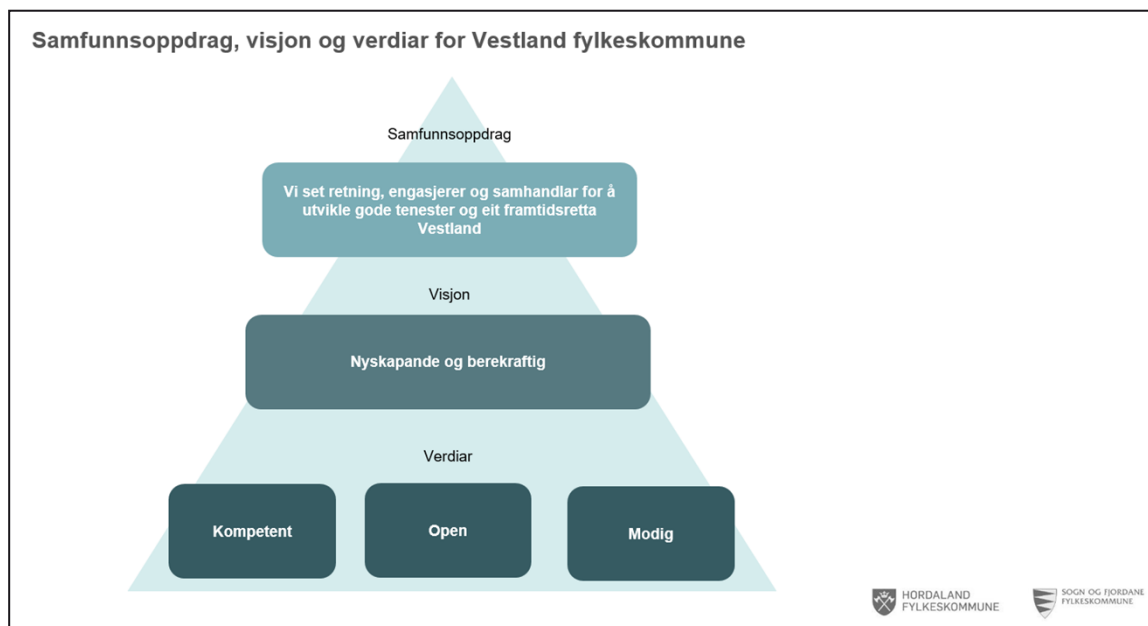 Samfunnsoppdrag, visjon og verdiar for Vestland fylkeskommune
Samfunnsoppdrag
Vi set retning, engasjerer og samhandlar for å
utvikle gode tenester og eit framtidsretta
Vestland
Visjon
Nyskapande og berekraftig
Verdiar
Kompetent
Open
Modig
HORDALAND
FYLKESKOMMUNE
SOGN OG FJORDANE
FYLKESKOMMUNE